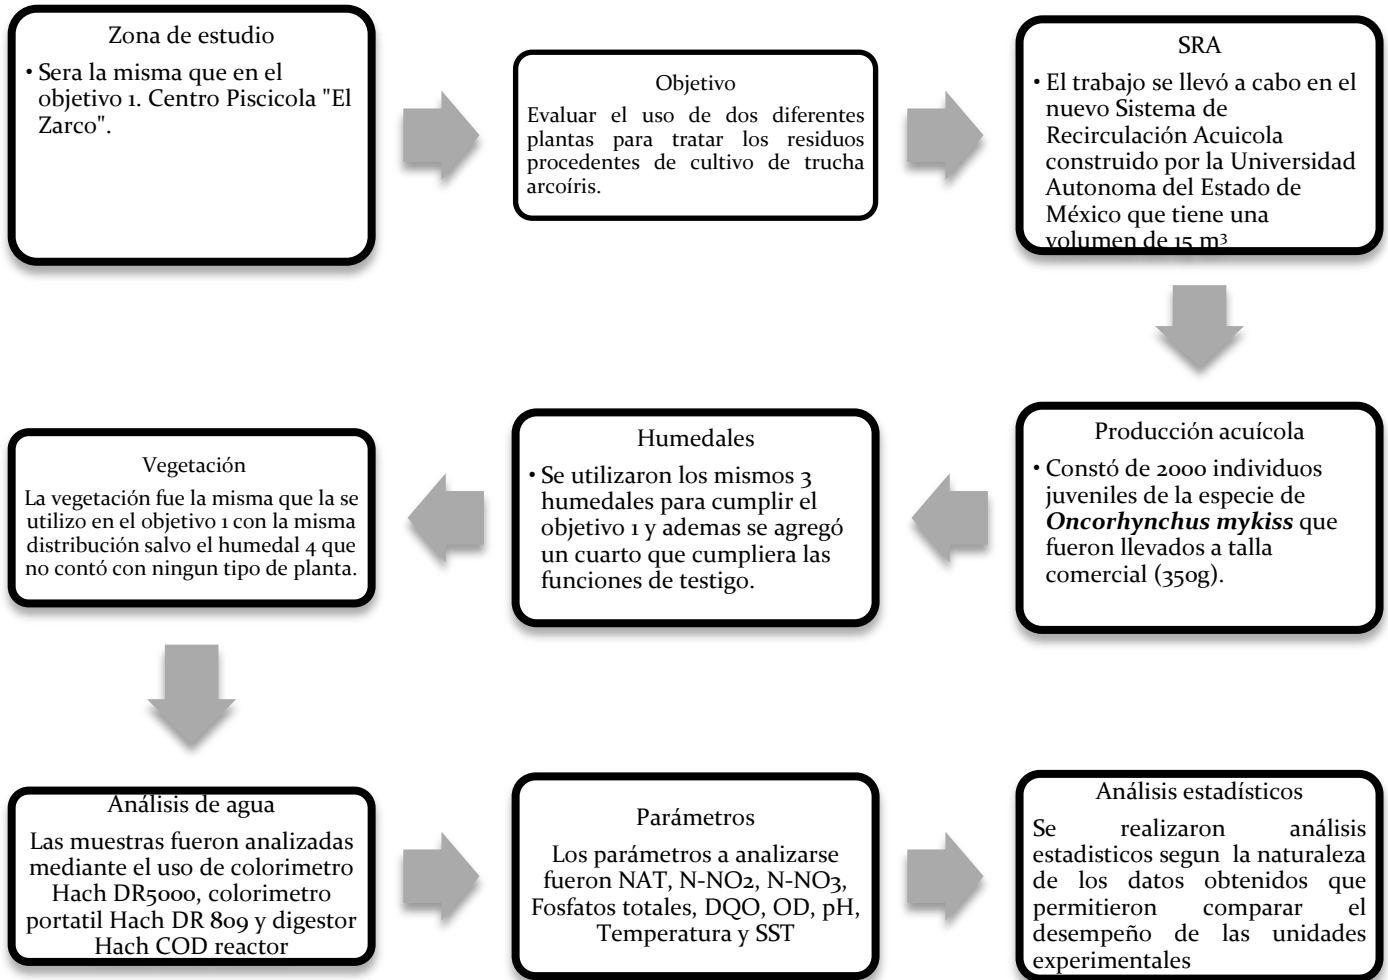 Zona de estudio
• Sera la misma que en el
objetivo 1. Centro Piscicola "El
Zarco".
Objetivo
Evaluar el uso de dos diferentes
plantas para tratar los residuos
procedentes de cultivo de trucha
arcoíris.
SRA
• El trabajo se llevó a cabo en el
nuevo Sistema de
Recirculación Acuicola
construido por la Universidad
Autonoma del Estado de
México que tiene una
volumen de 15 m³
Producción acuícola
• Constó de 2000 individuos
juveniles de la especie de
Oncorhynchus mykiss que
fueron llevados a talla
comercial (350g).
Humedales
• Se utilizaron los mismos 3
humedales para cumplir el
objetivo 1 y ademas se agregó
un cuarto que cumpliera las
funciones de testigo.
Vegetación
La vegetación fue la misma que la se
utilizo en el objetivo 1 con la misma
distribución salvo el humedal 4 que
no contó con ningun tipo de planta.
Análisis de agua
Las muestras fueron analizadas
mediante el uso de colorimetro
Hach DR5000, colorimetro
portatil Hach DR 809 y digestor
Hach COD reactor
Parámetros
Los parámetros a analizarse
fueron NAT, N-NO2, N-NO3,
Fosfatos totales, DQO, OD, pH,
Temperatura y SST
Análisis estadísticos
Se realizaron análisis
estadisticos segun la naturaleza
de los datos obtenidos que
permitieron comparar el
desempeño de las unidades
experimentales